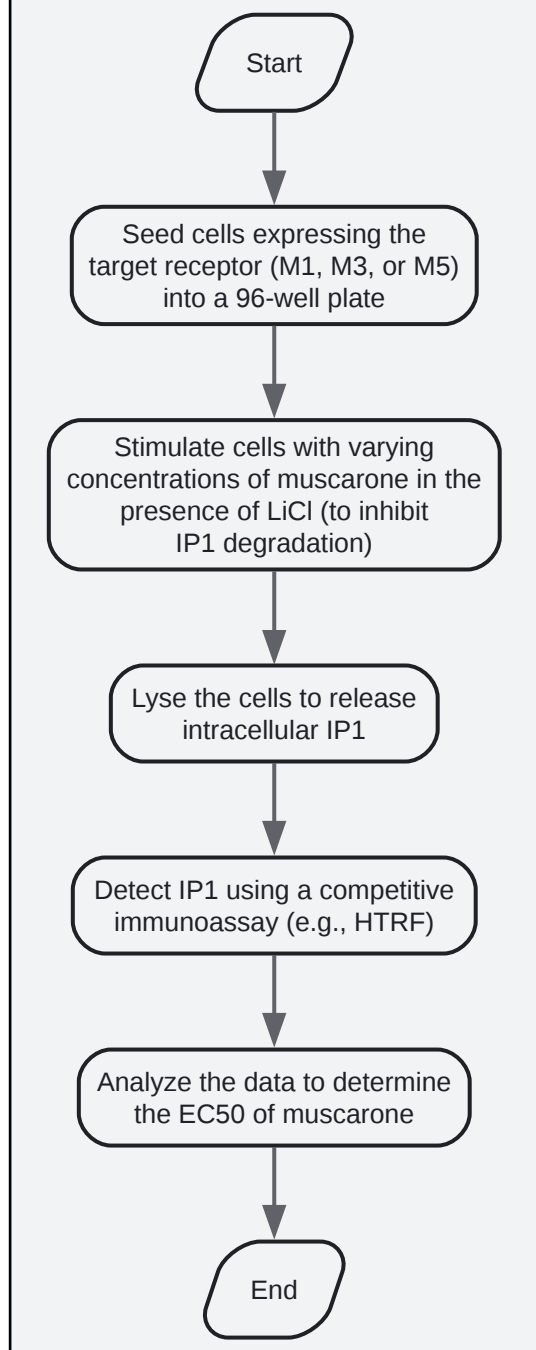 Start
Seed cells expressing the
target receptor (M1, M3, or M5)
into a 96-well plate
Stimulate cells with varying
concentrations of muscarone in the
presence of LiCl (to inhibit
IP1 degradation)
Lyse the cells to release
intracellular IP1
Detect IP1 using a competitive
immunoassay (e.g., HTRF)
Analyze the data to determine
the EC50 of muscarone
End